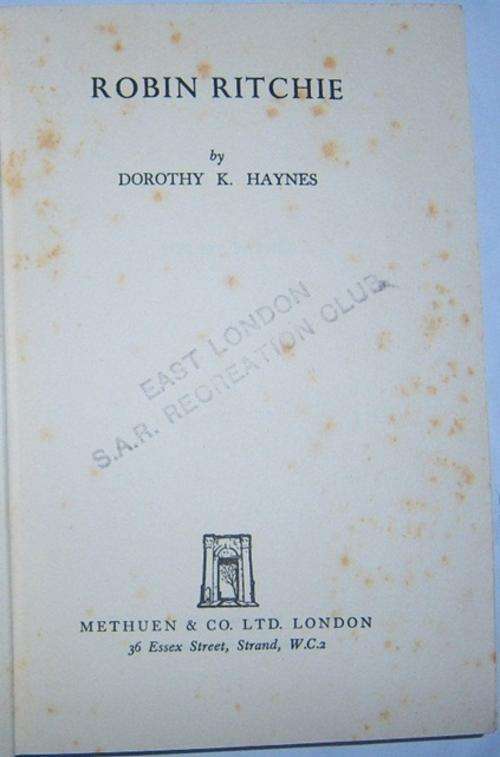 ROBIN RITCHIE
by
DOROTHY K. HAYNES
EAST LONDON
S.A.R. RECREATION CLUB
METHUEN & CO. LTD. LONDON
36 Essex Street, Strand, W.C.2